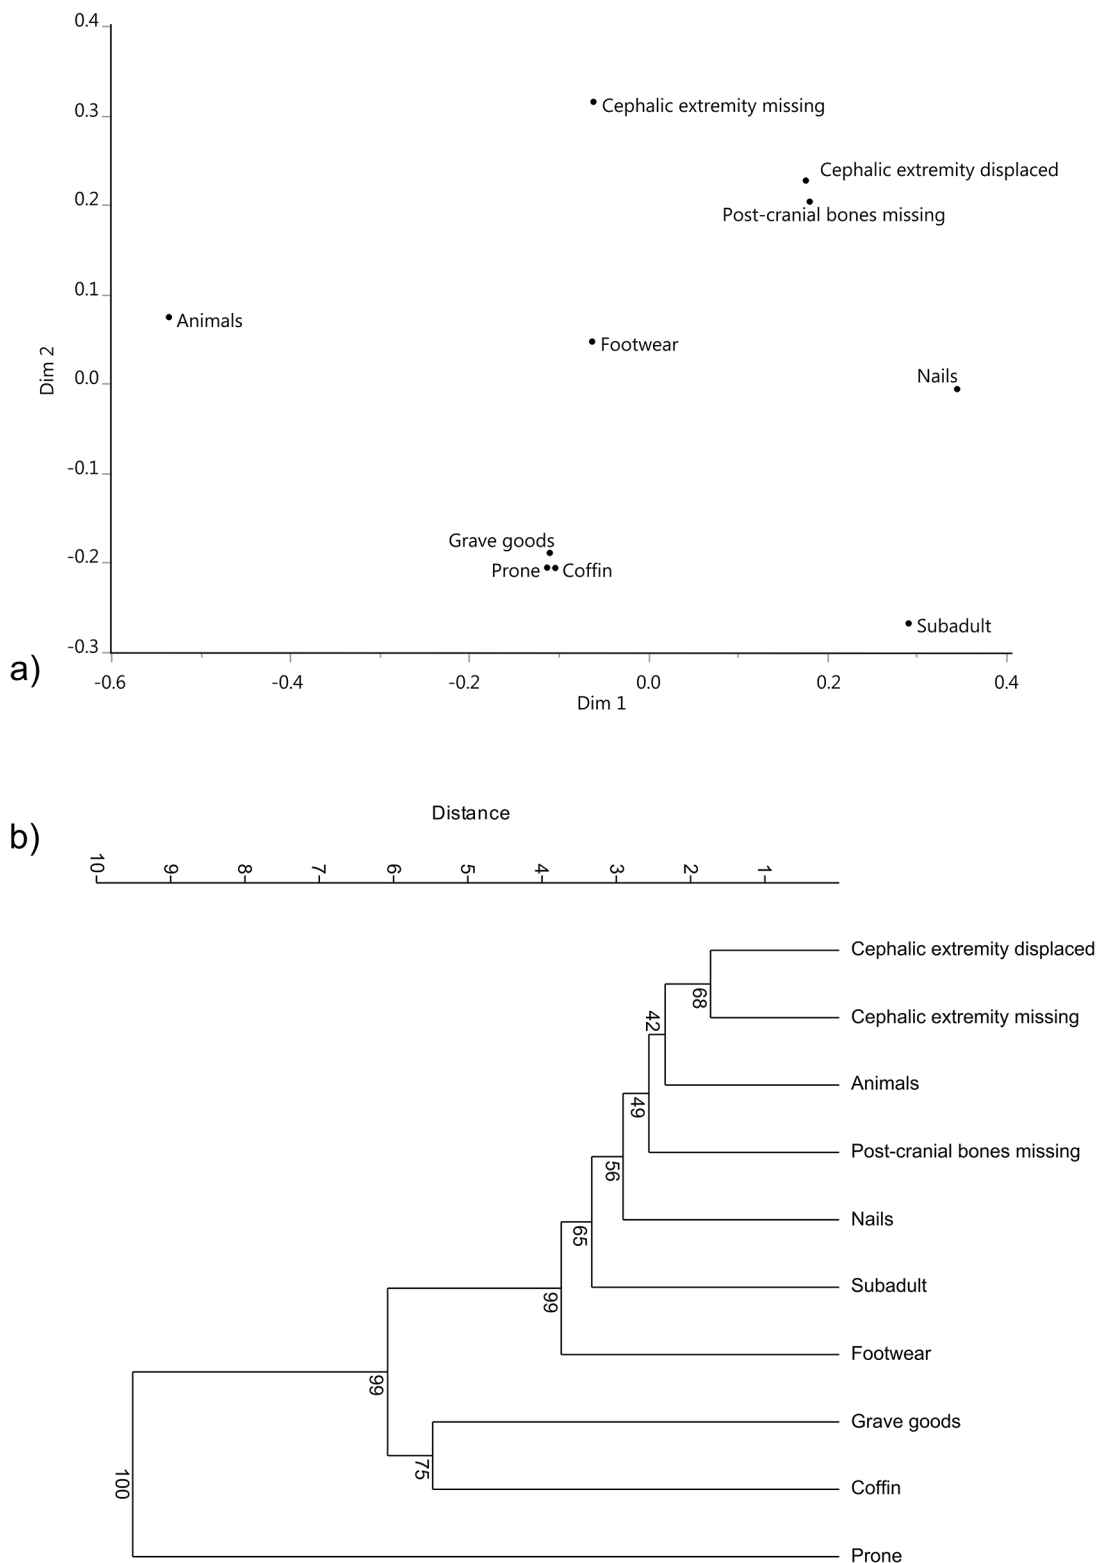 0.4
0.3
Cephalic extremity missing
Cephalic extremity displaced
0.2
Post-cranial bones missing
0.1
Animals
Footwear
Dim 2
0.0
Nails
-0.1
Grave goods
-0.2
Prone
Coffin
Subadult
-0.3
a)
-0.6 -0.4 -0.2 0.0 0.2 0.4
Dim 1
Distance
b)
10 9 8 7 6 5 4 3 2 1
Cephalic extremity displaced
68
Cephalic extremity missing
42
Animals
49
Post-cranial bones missing
56
Nails
65
Subadult
99
Footwear
99
Grave goods
75
Coffin
100
Prone